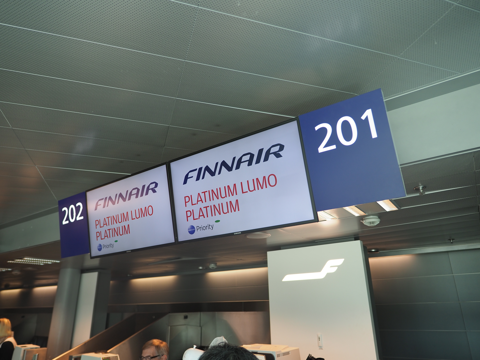 202
FINNAIR
PLATINUM LUMO
PLATINUM
Priority
FINNAIR
PLATINUM LUMO
PLATINUM
Priority
201